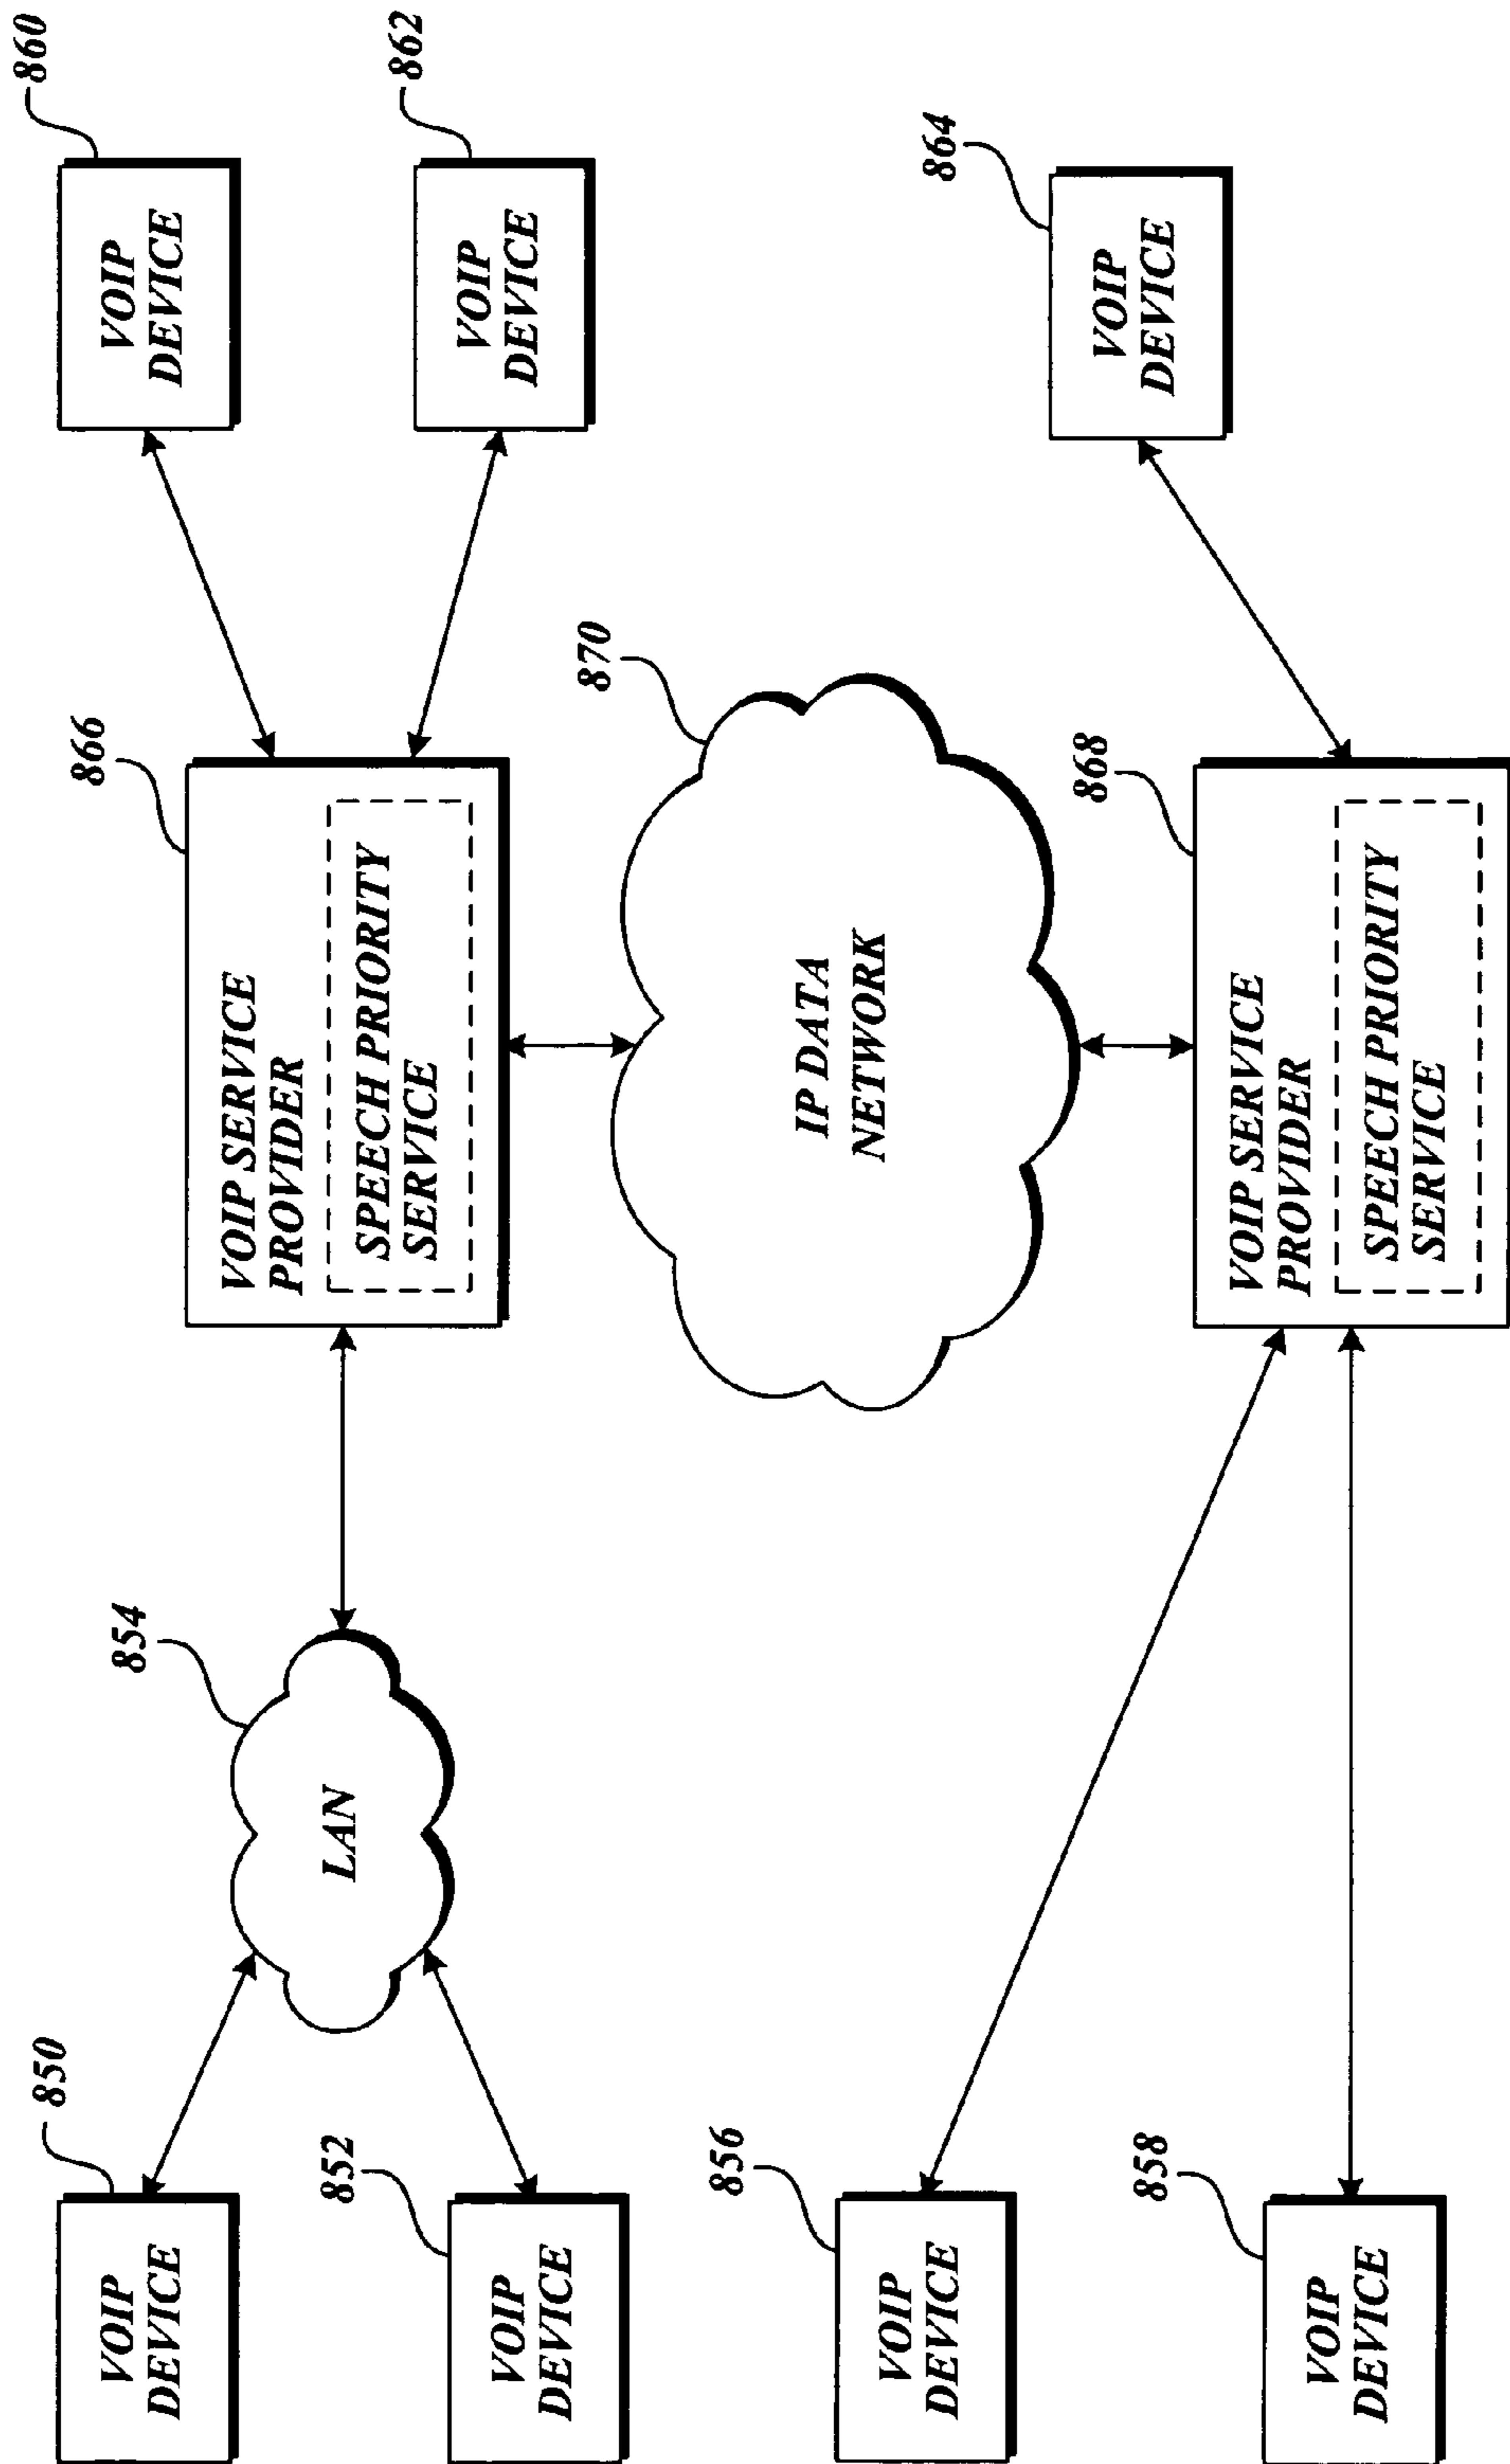 850
VOIP
DEVICE
852
VOIP
DEVICE
854
LAN
866
VOIP SERVICE
PROVIDER
SPEECH PRIORITY
SERVICE
860
VOIP
DEVICE
862
VOIP
DEVICE
870
IP DATA
NETWORK
856
VOIP
DEVICE
858
VOIP
DEVICE
868
VOIP SERVICE
PROVIDER
SPEECH PRIORITY
SERVICE
864
VOIP
DEVICE